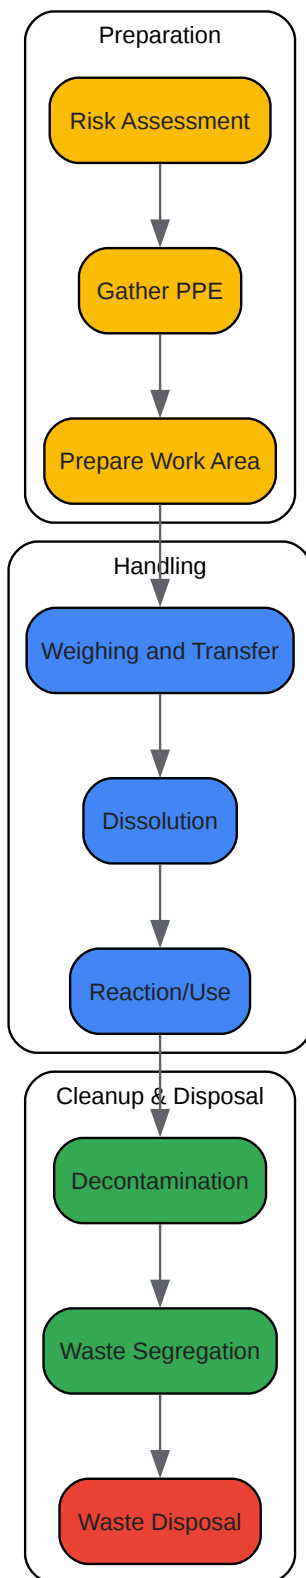 Preparation
Risk Assessment
Gather PPE
Prepare Work Area
Handling
Weighing and Transfer
Dissolution
Reaction/Use
Cleanup & Disposal
Decontamination
Waste Segregation
Waste Disposal